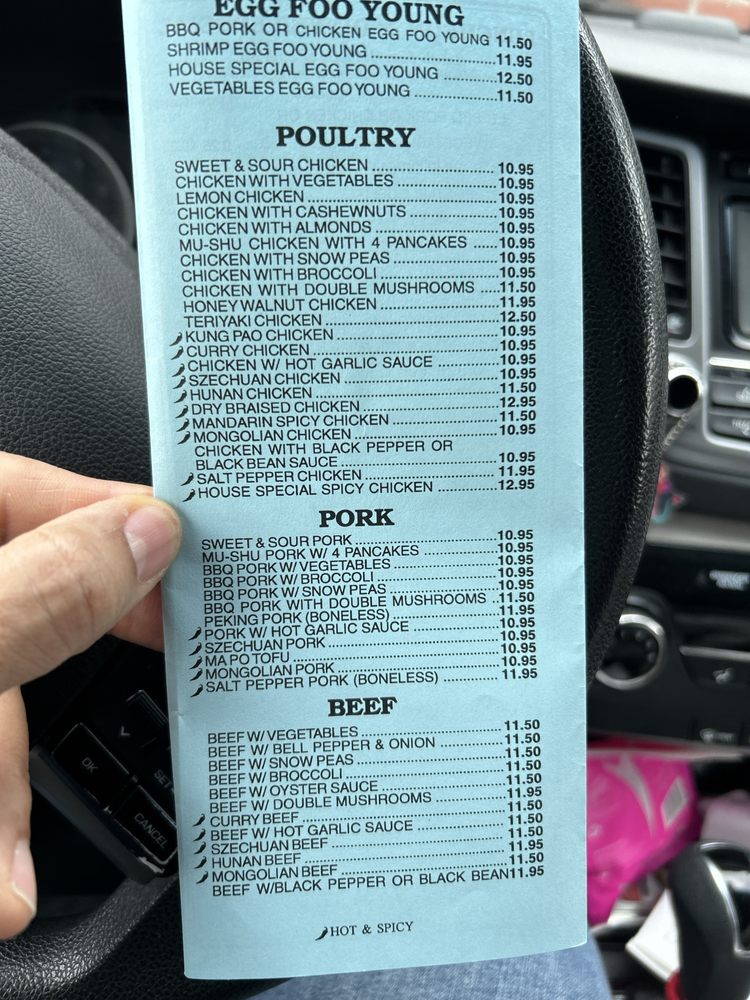 EGG FOO YOUNG
BBQ PORK OR CHICKEN EGG FOO YOUNG 11.50
SHRIMP EGG FOO YOUNG 11.95
HOUSE SPECIAL EGG FOO YOUNG 12.50
VEGETABLES EGG FOO YOUNG 11.50
POULTRY
SWEET & SOUR CHICKEN 10.95
CHICKEN WITH VEGETABLES 10.95
LEMON CHICKEN 10.95
CHICKEN WITH CASHEWNUTS 10.95
CHICKEN WITH ALMONDS 10.95
MU-SHU CHICKEN WITH 4 PANCAKES 10.95
CHICKEN WITH SNOW PEAS 10.95
CHICKEN WITH BROCCOLI 10.95
CHICKEN WITH DOUBLE MUSHROOMS 11.50
HONEY WALNUT CHICKEN 11.95
TERIYAKI CHICKEN 12.50
KUNG PAO CHICKEN 10.95
CURRY CHICKEN 10.95
CHICKEN W/ HOT GARLIC SAUCE 10.95
SZECHUAN CHICKEN 10.95
HUNAN CHICKEN 11.50
DRY BRAISED CHICKEN 12.95
MANDARIN SPICY CHICKEN 11.50
MONGOLIAN CHICKEN 10.95
CHICKEN WITH BLACK PEPPER OR
BLACK BEAN SAUCE 10.95
SALT PEPPER CHICKEN 11.95
HOUSE SPECIAL SPICY CHICKEN 12.95
PORK
SWEET & SOUR PORK 10.95
MU-SHU PORK W/ 4 PANCAKES 10.95
BBQ PORK W/ VEGETABLES 10.95
BBQ PORK W/ BROCCOLI 10.95
BBQ PORK W/ SNOW PEAS 10.95
BBQ PORK WITH DOUBLE MUSHROOMS 11.50
PEKING PORK (BONELESS) 11.95
PORK W/ HOT GARLIC SAUCE 10.95
SZECHUAN PORK 10.95
MA PO TOFU 10.95
MONGOLIAN PORK 10.95
SALT PEPPER PORK (BONELESS) 11.95
BEEF
BEEF W/ VEGETABLES 11.50
BEEF W/ BELL PEPPER & ONION 11.50
BEEF W/ SNOW PEAS 11.50
BEEF W/ BROCCOLI 11.50
BEEF W/ OYSTER SAUCE 11.50
BEEF W/ DOUBLE MUSHROOMS 11.95
CURRY BEEF 11.50
BEEF W/ HOT GARLIC SAUCE 11.50
SZECHUAN BEEF 11.50
HUNAN BEEF 11.95
MONGOLIAN BEEF 11.50
BEEF W/BLACK PEPPER OR BLACK BEAN 11.95
HOT & SPICY
OK
CANCEL